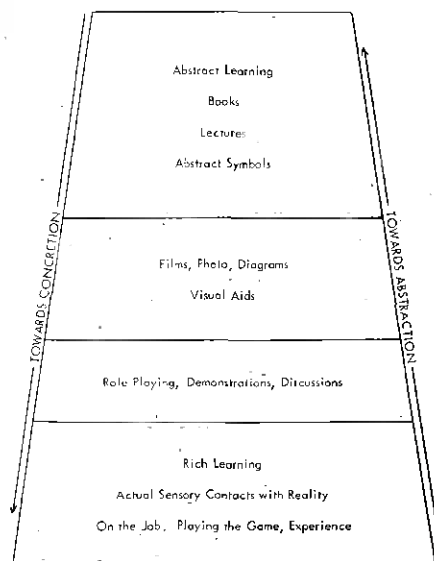 Abstract Learning
Books
Lectures
Abstract Symbols
TOWARDS CONCRETION
TOWARDS ABSTRACTION
Films, Photo, Diagrams
Visual Aids
Role Playing, Demonstrations, Discussions
Rich Learning
Actual Sensory Contacts with Reality
On the Job, Playing the Game, Experience